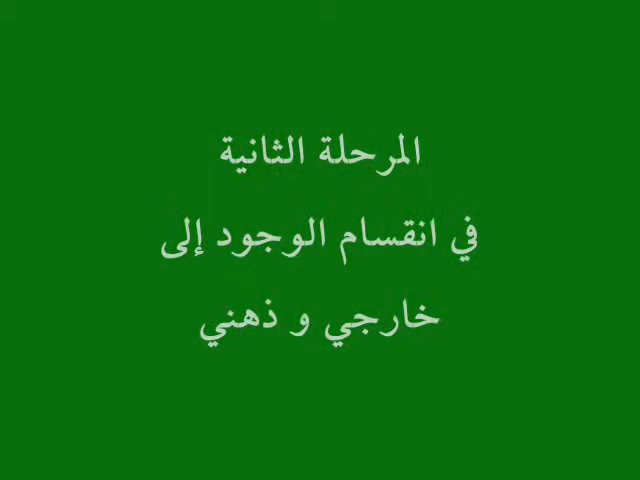 المرحلة الثانية
في انقسام الوجود إلى
خارجي و ذهني